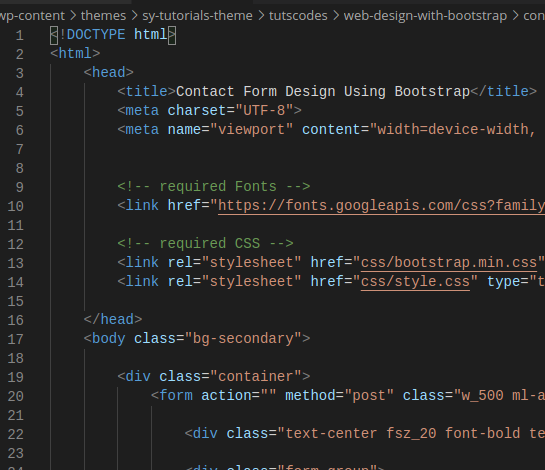 wp-content > themes > sy-tutorials-theme > tutscodes > web-design-with-bootstrap > con
1 <!DOCTYPE html>
2 <html>
3 <head>
4 <title>Contact Form Design Using Bootstrap</title>
5 <meta charset="UTF-8">
6 <meta name="viewport" content="width=device-width,
7
8
9 <!-- required Fonts -->
10 <link href="https://fonts.googleapis.com/css?family
11
12 <!-- required CSS -->
13 <link rel="stylesheet" href="css/bootstrap.min.css"
14 <link rel="stylesheet" href="css/style.css" type="t
15
16 </head>
17 <body class="bg-secondary">
18
19 <div class="container">
20 <form action="" method="post" class="w_500 ml-a
21
22 <div class="text-center fsz_20 font-bold te
23
<div class="form-group">